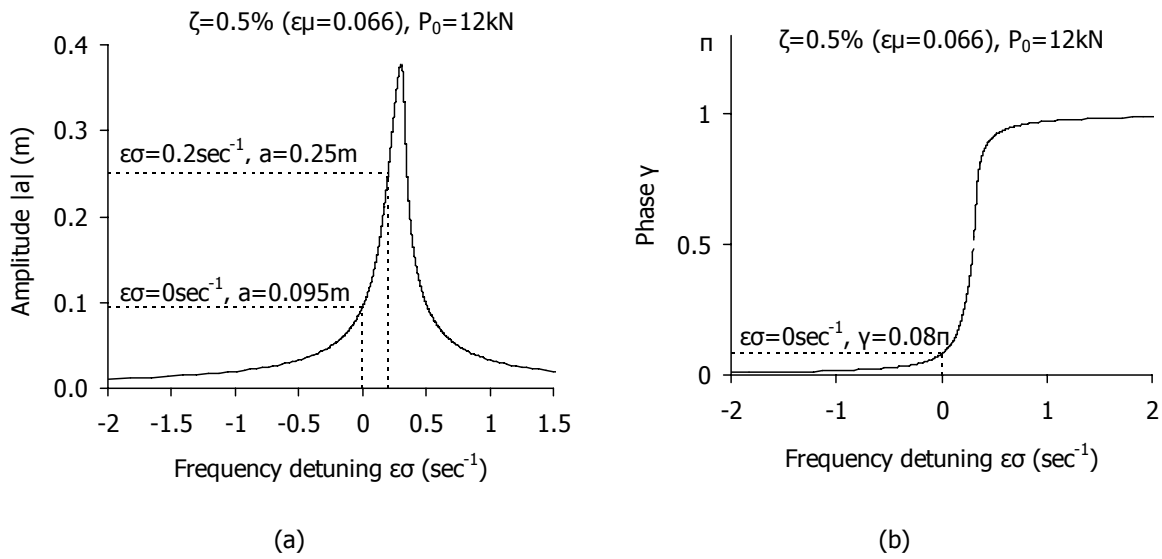 ζ=0.5% (εμ=0.066), P₀=12kN
0.4
0.3
0.2
0.1
0.0
Amplitude |a| (m)
εσ=0.2sec⁻¹, a=0.25m
εσ=0sec⁻¹, a=0.095m
-2 -1.5 -1 -0.5 0 0.5 1 1.5
Frequency detuning εσ (sec⁻¹)
(a)
π ζ=0.5% (εμ=0.066), P₀=12kN
1
0.5
0
Phase γ
εσ=0sec⁻¹, γ=0.08π
-2 -1 0 1 2
Frequency detuning εσ (sec⁻¹)
(b)